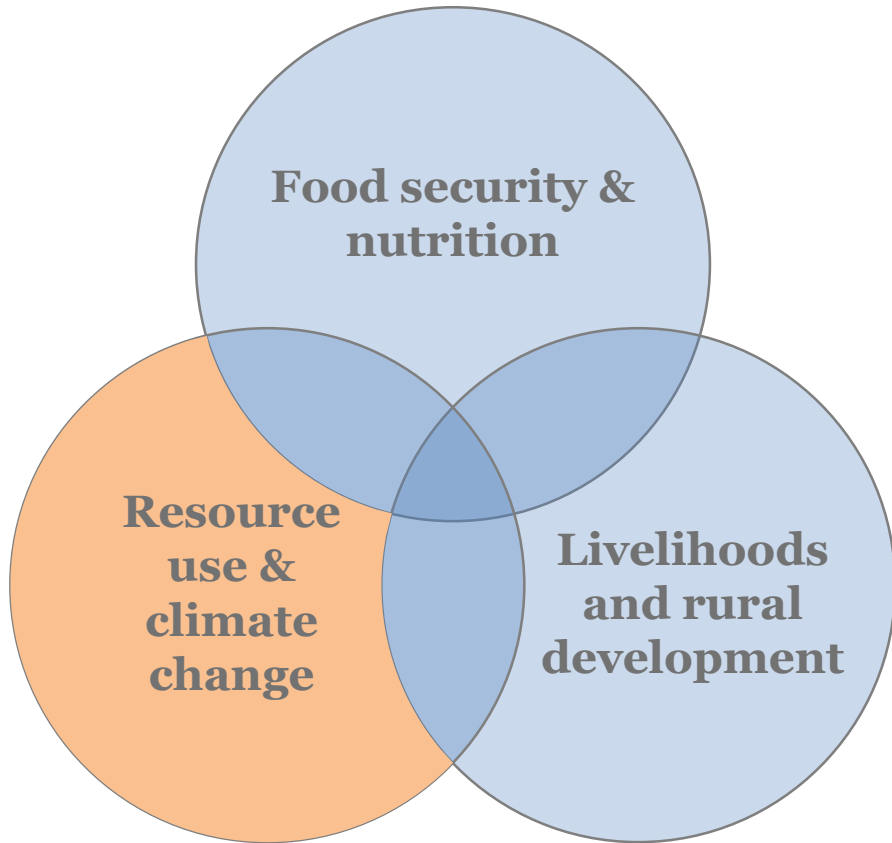 Food security &
nutrition
Resource
use &
climate
change
Livelihoods
and rural
development